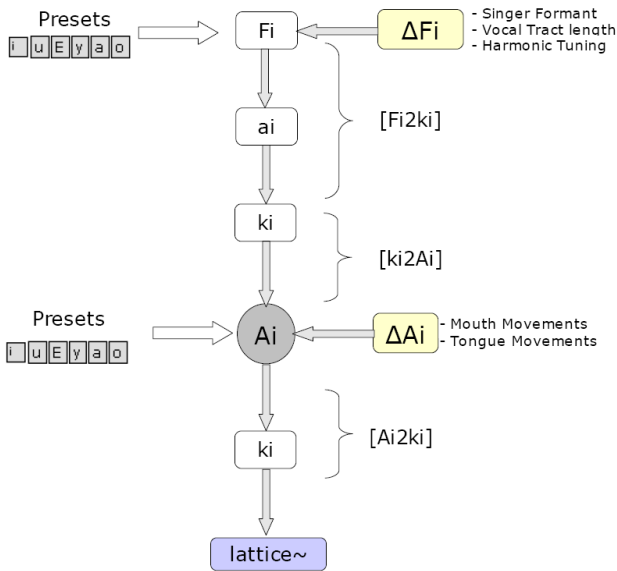 Presets
i u E y a o
Fi
ΔFi
- Singer Formant
- Vocal Tract length
- Harmonic Tuning
ai
[Fi2ki]
ki
[ki2Ai]
Presets
i u E y a o
Ai
ΔAi
- Mouth Movements
- Tongue Movements
ki
[Ai2ki]
lattice~